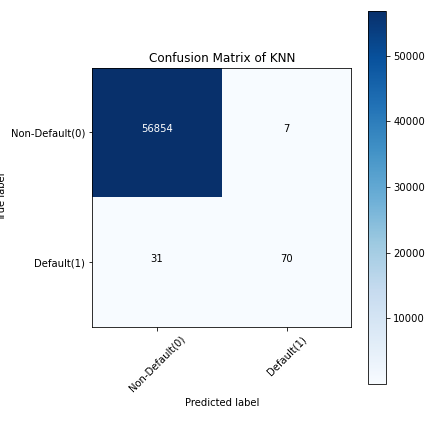 Confusion Matrix of KNN
Non-Default(0)
56854
7
Default(1)
31
70
Non-Default(0)
Default(1)
Predicted label
True label
50000
40000
30000
20000
10000